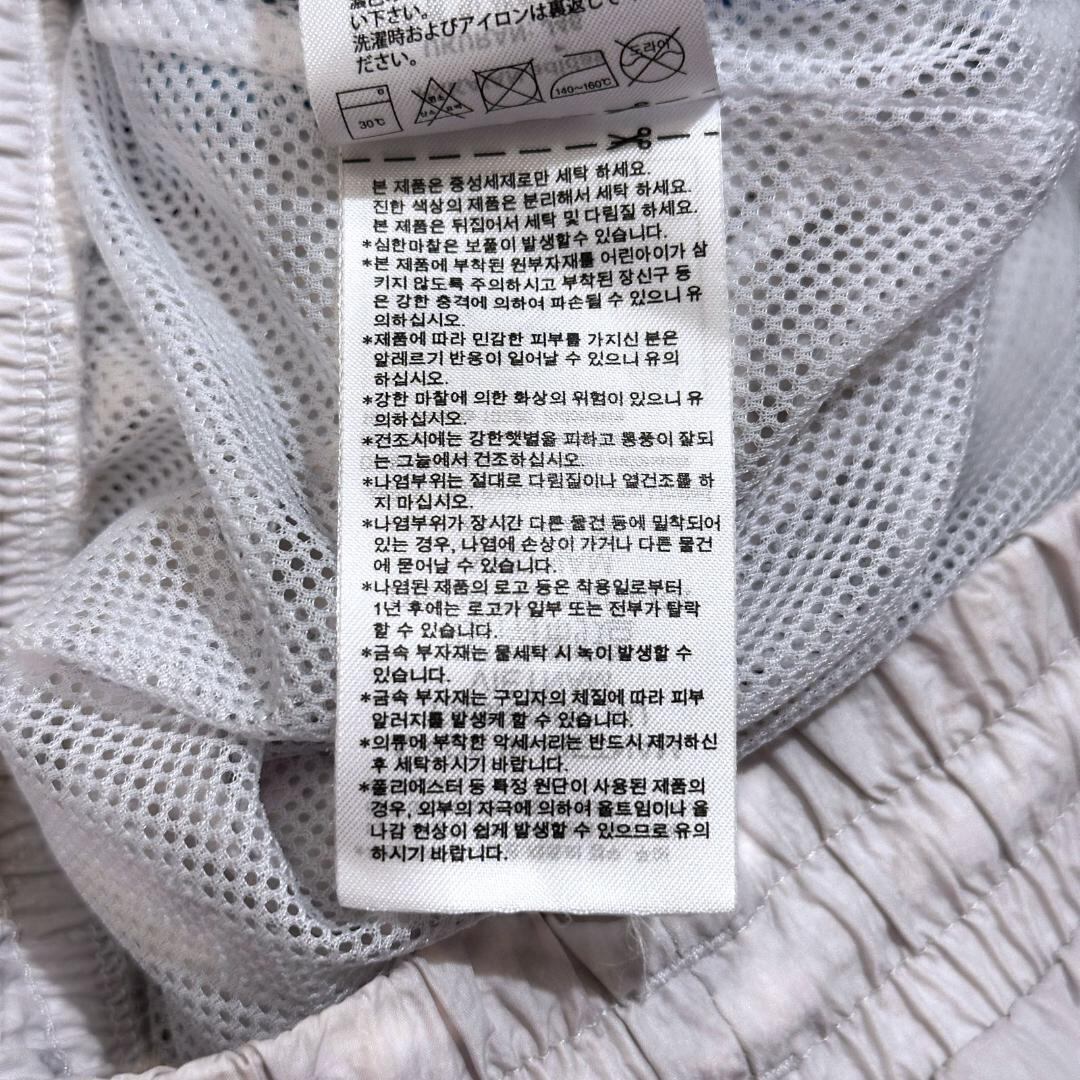 い下さい。
洗濯時およびアイロンは裏返して
ださい。
30℃
140~160℃
드라이
본 제품은 중성세제로만 세탁 하세요.
진한 색상의 제품은 분리해서 세탁 하세요.
본 제품은 뒤집어서 세탁 및 다림질 하세요.
*심한마찰은 보풀이 발생할수 있습니다.
*본 제품에 부착된 원부자재를 어린아이가 삼
키지 않도록 주의하시고 부착된 장신구 등
은 강한 충격에 의하여 파손될 수 있으니 유
의하십시오.
*제품에 따라 민감한 피부를 가지신 분은
알레르기 반응이 일어날 수 있으니 유의
하십시오.
*강한 마찰에 의한 화상의 위험이 있으니 유
의하십시오.
*건조시에는 강한햇볕을 피하고 통풍이 잘되
는 그늘에서 건조하십시오.
*나염부위는 절대로 다림질이나 열건조를 하
지 마십시오.
*나염부위가 장시간 다른 물건 등에 밀착되어
있는 경우, 나염에 손상이 가거나 다른 물건
에 묻어날 수 있습니다.
*나염된 제품의 로고 등은 착용일로부터
1년 후에는 로고가 일부 또는 전부가 탈락
할 수 있습니다.
*금속 부자재는 물세탁 시 녹이 발생할 수
있습니다.
*금속 부자재는 구입자의 체질에 따라 피부
알러지를 발생케 할 수 있습니다.
*의류에 부착한 악세서리는 반드시 제거하신
후 세탁하시기 바랍니다.
*폴리에스터 등 특정 원단이 사용된 제품의
경우, 외부의 자극에 의하여 올트임이나 올
나감 현상이 쉽게 발생할 수 있으므로 유의
하시기 바랍니다.